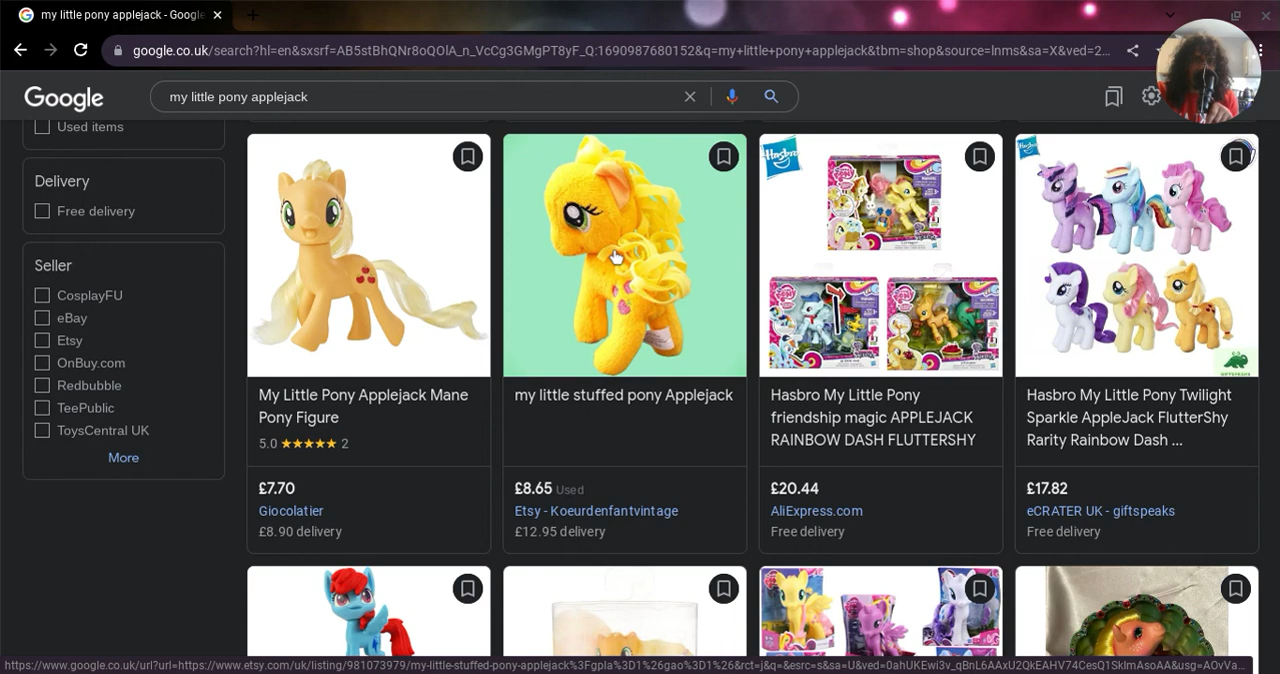 my little pony applejack - Google
google.co.uk/search?hl=en&sxsrf=AB5stBhQNr8oQOlA_n_VcCg3GMgPT8yF_Q:1690987680152&q=my+little+pony+applejack&tbm=shop&source=lnms&sa=X&ved=2...
Google
my little pony applejack
Used items
Delivery
Free delivery
Seller
CosplayFU
eBay
Etsy
OnBuy.com
Redbubble
TeePublic
ToysCentral UK
More
My Little Pony Applejack Mane
Pony Figure
5.0 ★★★★★ 2
£7.70
Giocolatier
£8.90 delivery
my little stuffed pony Applejack
£8.65 Used
Etsy - Koeurdenfantvintage
£12.95 delivery
Hasbro
Hasbro My Little Pony
friendship magic APPLEJACK
RAINBOW DASH FLUTTERSHY
£20.44
AliExpress.com
Free delivery
Hasbro
GIFTSPEAKS
Hasbro My Little Pony Twilight
Sparkle AppleJack FlutterShy
Rarity Rainbow Dash ...
£17.82
eCRATER UK - giftspeaks
Free delivery
https://www.google.co.uk/url?url=https://www.etsy.com/uk/listing/981073979/my-little-stuffed-pony-applejack%3Fgpla%3D1%26gao%3D1%26&rct=j&q=&esrc=s&sa=U&ved=0ahUKEwi3v_qBnL6AAxU2QkEAHV74CesQ1SkImAsoAA&usg=AOvVa...